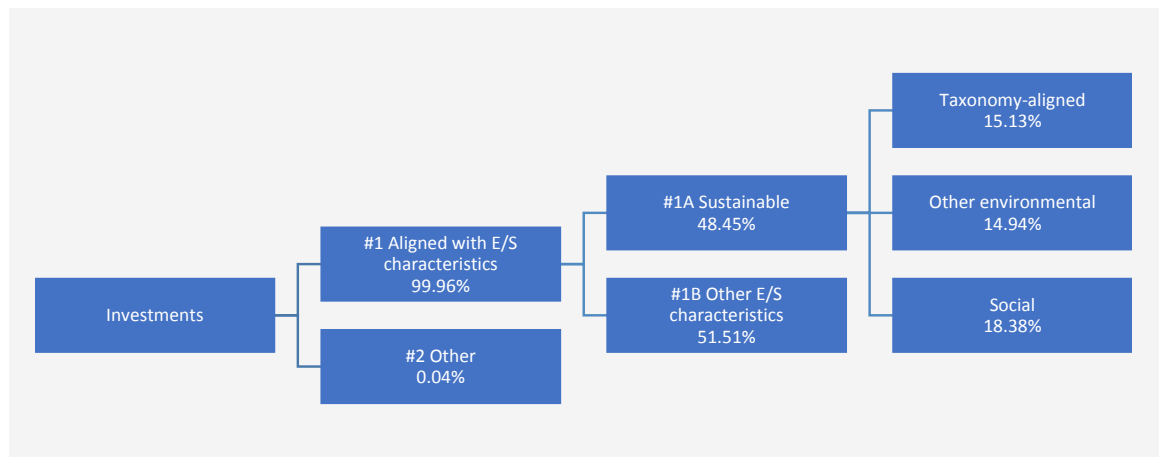 Investments
#1 Aligned with E/S
characteristics
99.96%
#2 Other
0.04%
#1A Sustainable
48.45%
#1B Other E/S
characteristics
51.51%
Taxonomy-aligned
15.13%
Other environmental
14.94%
Social
18.38%